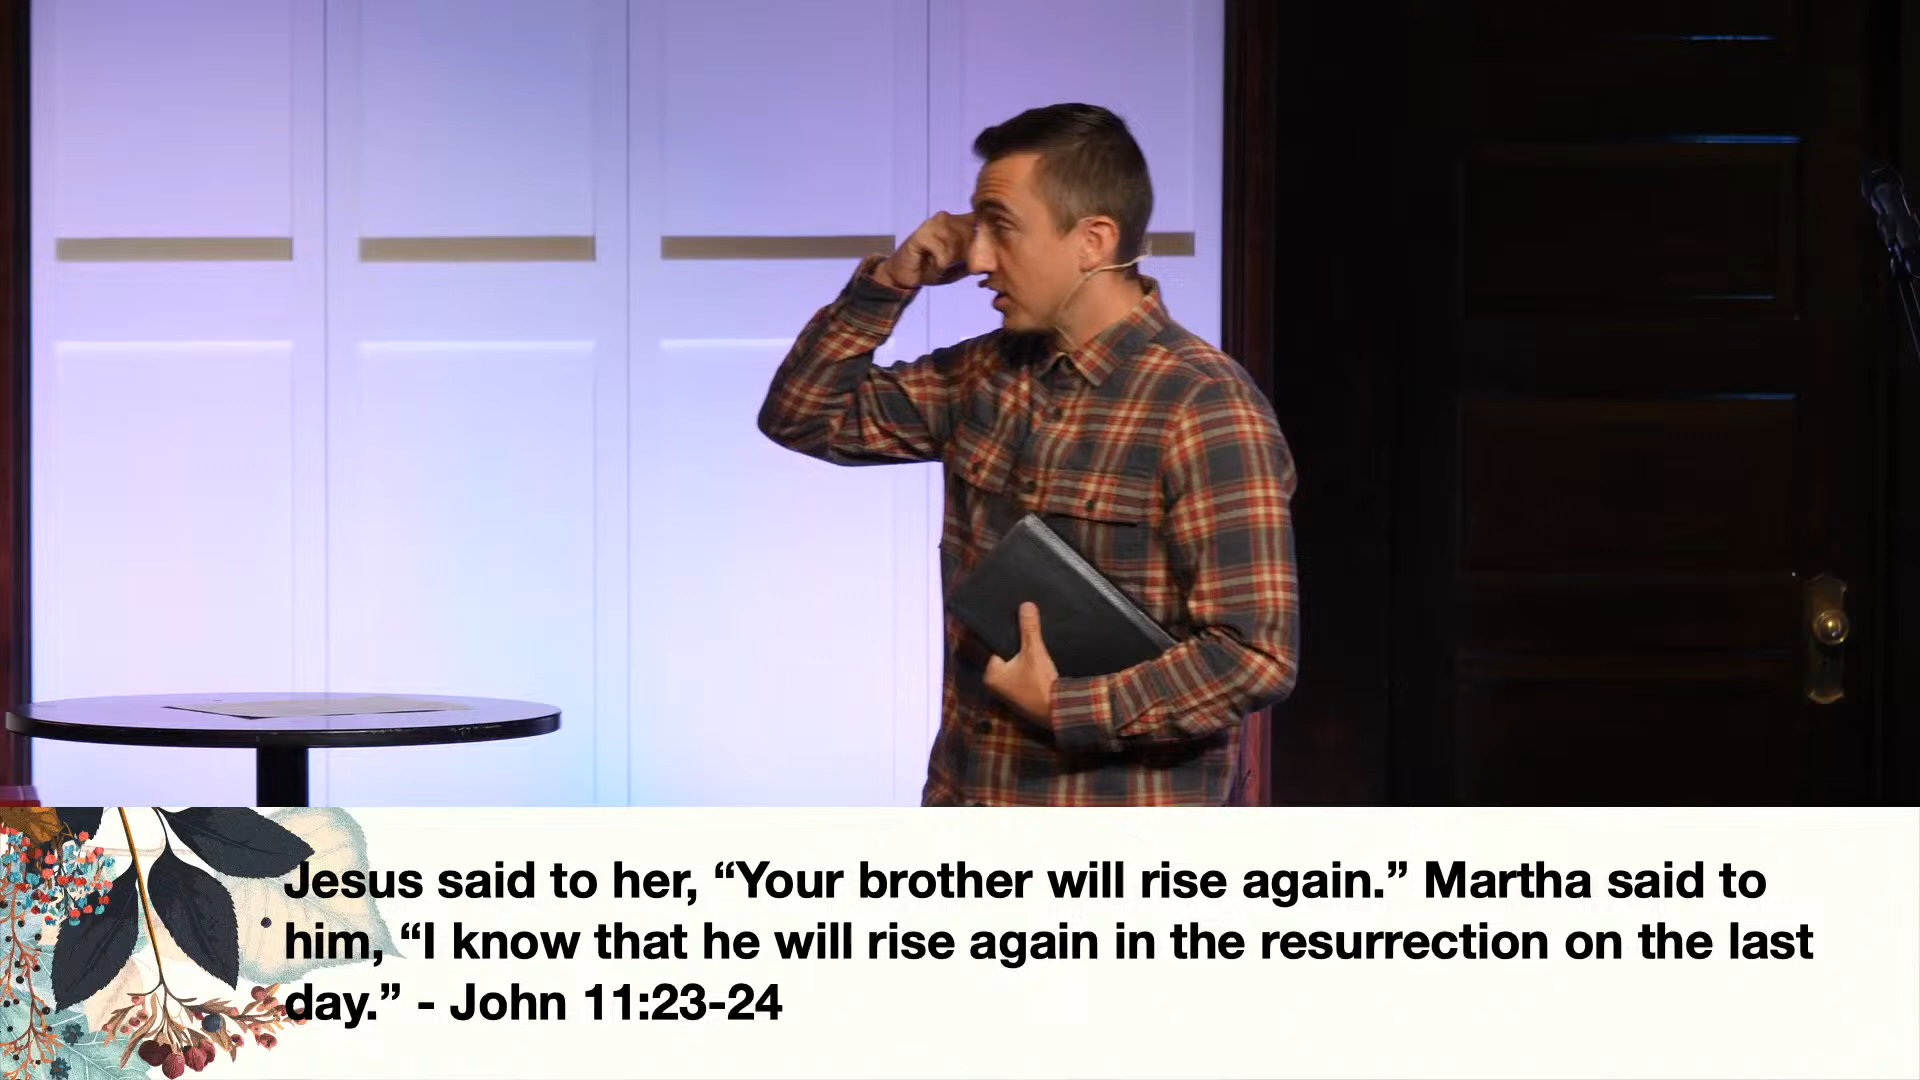 Jesus said to her, “Your brother will rise again.” Martha said to
him, “I know that he will rise again in the resurrection on the last
day.” - John 11:23-24